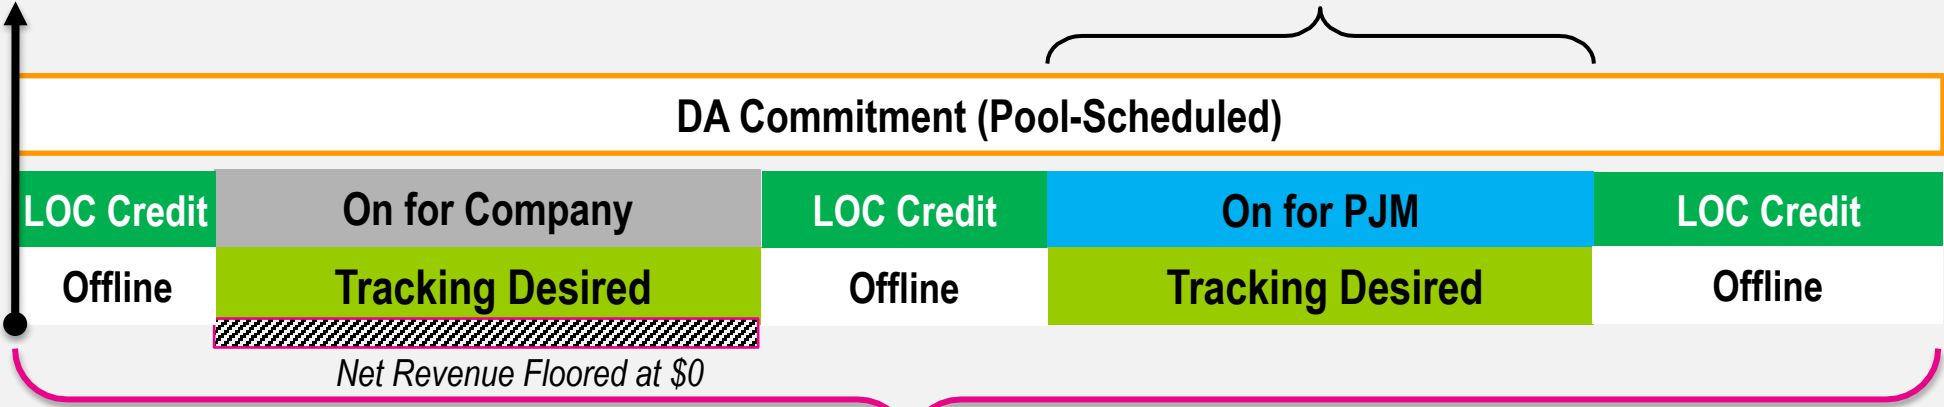 DA Commitment (Pool-Scheduled)
LOC Credit
On for Company
LOC Credit
On for PJM
LOC Credit
Offline
Tracking Desired
Offline
Tracking Desired
Offline
Net Revenue Floored at $0